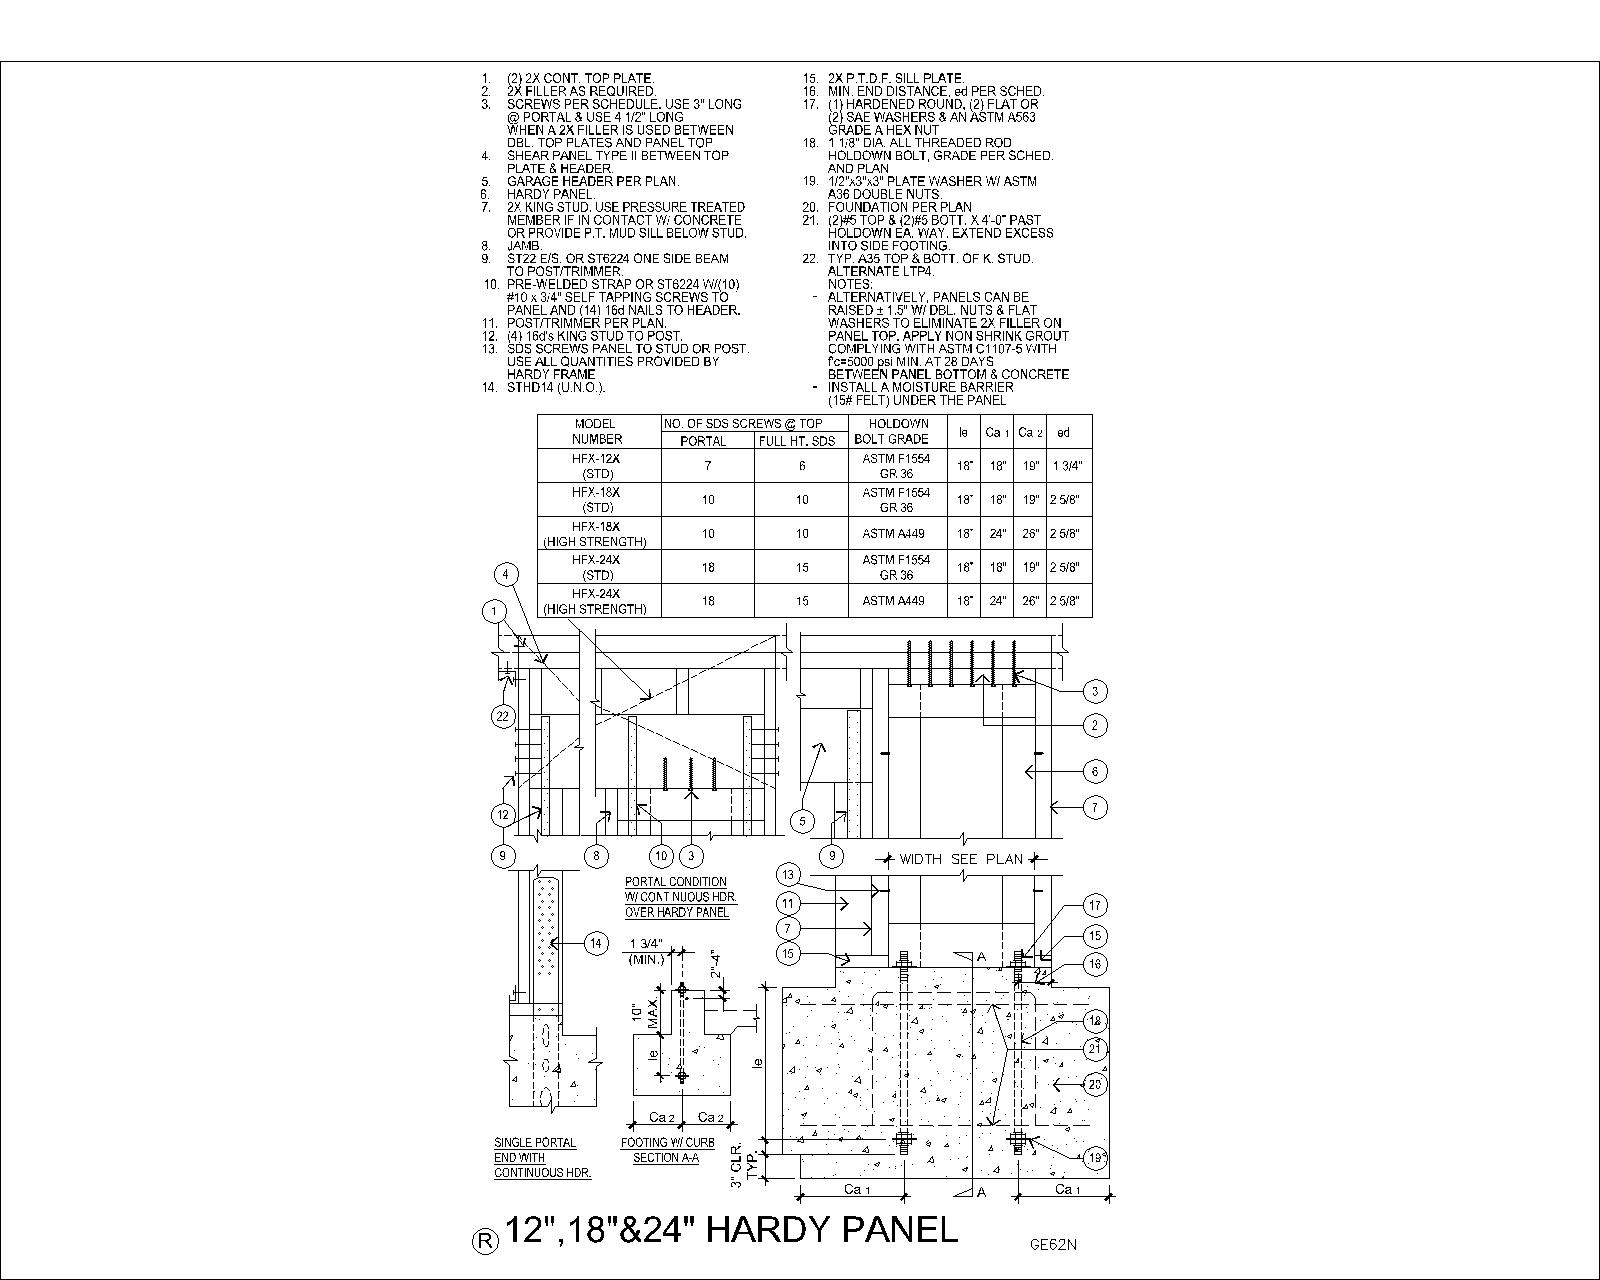 1. (2) 2X CONT. TOP PLATE.
2. 2X FILLER AS REQUIRED.
3. SCREWS PER SCHEDULE. USE 3" LONG
@ PORTAL & USE 4 1/2" LONG
WHEN A 2X FILLER IS USED BETWEEN
DBL. TOP PLATES AND PANEL TOP
4. SHEAR PANEL TYPE II BETWEEN TOP
PLATE & HEADER.
5. GARAGE HEADER PER PLAN.
6. HARDY PANEL.
7. 2X KING STUD. USE PRESSURE TREATED
MEMBER IF IN CONTACT W/ CONCRETE
OR PROVIDE P.T. MUD SILL BELOW STUD.
8. JAMB.
9. ST22 E/S. OR ST6224 ONE SIDE BEAM
TO POST/TRIMMER.
10. PRE-WELDED STRAP OR ST6224 W/(10)
#10 x 3/4" SELF TAPPING SCREWS TO
PANEL AND (14) 16d NAILS TO HEADER.
11. POST/TRIMMER PER PLAN.
12. (4) 16d's KING STUD TO POST.
13. SDS SCREWS PANEL TO STUD OR POST.
USE ALL QUANTITIES PROVIDED BY
HARDY FRAME
14. STHD14 (U.N.O.).
15. 2X P.T.D.F. SILL PLATE.
16. MIN. END DISTANCE, ed PER SCHED.
17. (1) HARDENED ROUND, (2) FLAT OR
(2) SAE WASHERS & AN ASTM A563
GRADE A HEX NUT
18. 1 1/8" DIA. ALL THREADED ROD
HOLDOWN BOLT, GRADE PER SCHED.
AND PLAN
19. 1/2"x3"x3" PLATE WASHER W/ ASTM
A36 DOUBLE NUTS.
20. FOUNDATION PER PLAN
21. (2)#5 TOP & (2)#5 BOTT. X 4'-0" PAST
HOLDOWN EA. WAY. EXTEND EXCESS
INTO SIDE FOOTING.
22. TYP. A35 TOP & BOTT. OF K. STUD.
ALTERNATE LTP4.
NOTES:
- ALTERNATIVELY, PANELS CAN BE
RAISED ± 1.5" W/ DBL. NUTS & FLAT
WASHERS TO ELIMINATE 2X FILLER ON
PANEL TOP. APPLY NON SHRINK GROUT
COMPLYING WITH ASTM C1107-5 WITH
f'c=5000 psi MIN. AT 28 DAYS
BETWEEN PANEL BOTTOM & CONCRETE
- INSTALL A MOISTURE BARRIER
(15# FELT) UNDER THE PANEL
MODEL NUMBER NO. OF SDS SCREWS @ TOP HOLDOWN BOLT GRADE le Ca 1 Ca 2 ed
PORTAL FULL HT. SDS
HFX-12X (STD) 7 6 ASTM F1554 GR 36 18" 18" 19" 1 3/4"
HFX-18X (STD) 10 10 ASTM F1554 GR 36 18" 18" 19" 2 5/8"
HFX-18X (HIGH STRENGTH) 10 10 ASTM A449 18" 24" 26" 2 5/8"
HFX-24X (STD) 18 15 ASTM F1554 GR 36 18" 18" 19" 2 5/8"
HFX-24X (HIGH STRENGTH) 18 15 ASTM A449 18" 24" 26" 2 5/8"
4
1
22
12
9
8
10
3
5
9
3
2
6
7
WIDTH SEE PLAN
PORTAL CONDITION
W/ CONT NUOUS HDR.
OVER HARDY PANEL
13
11
7
15
17
15
16
18
21
20
19
14
1 3/4"
(MIN.)
2"-4"
10"
MAX.
le
Ca 2
Ca 2
le
3" CLR.
TYP.
A
A
Ca 1
Ca 1
SINGLE PORTAL
END WITH
CONTINUOUS HDR.
FOOTING W/ CURB
SECTION A-A
R 12",18"&24" HARDY PANEL
GE62N